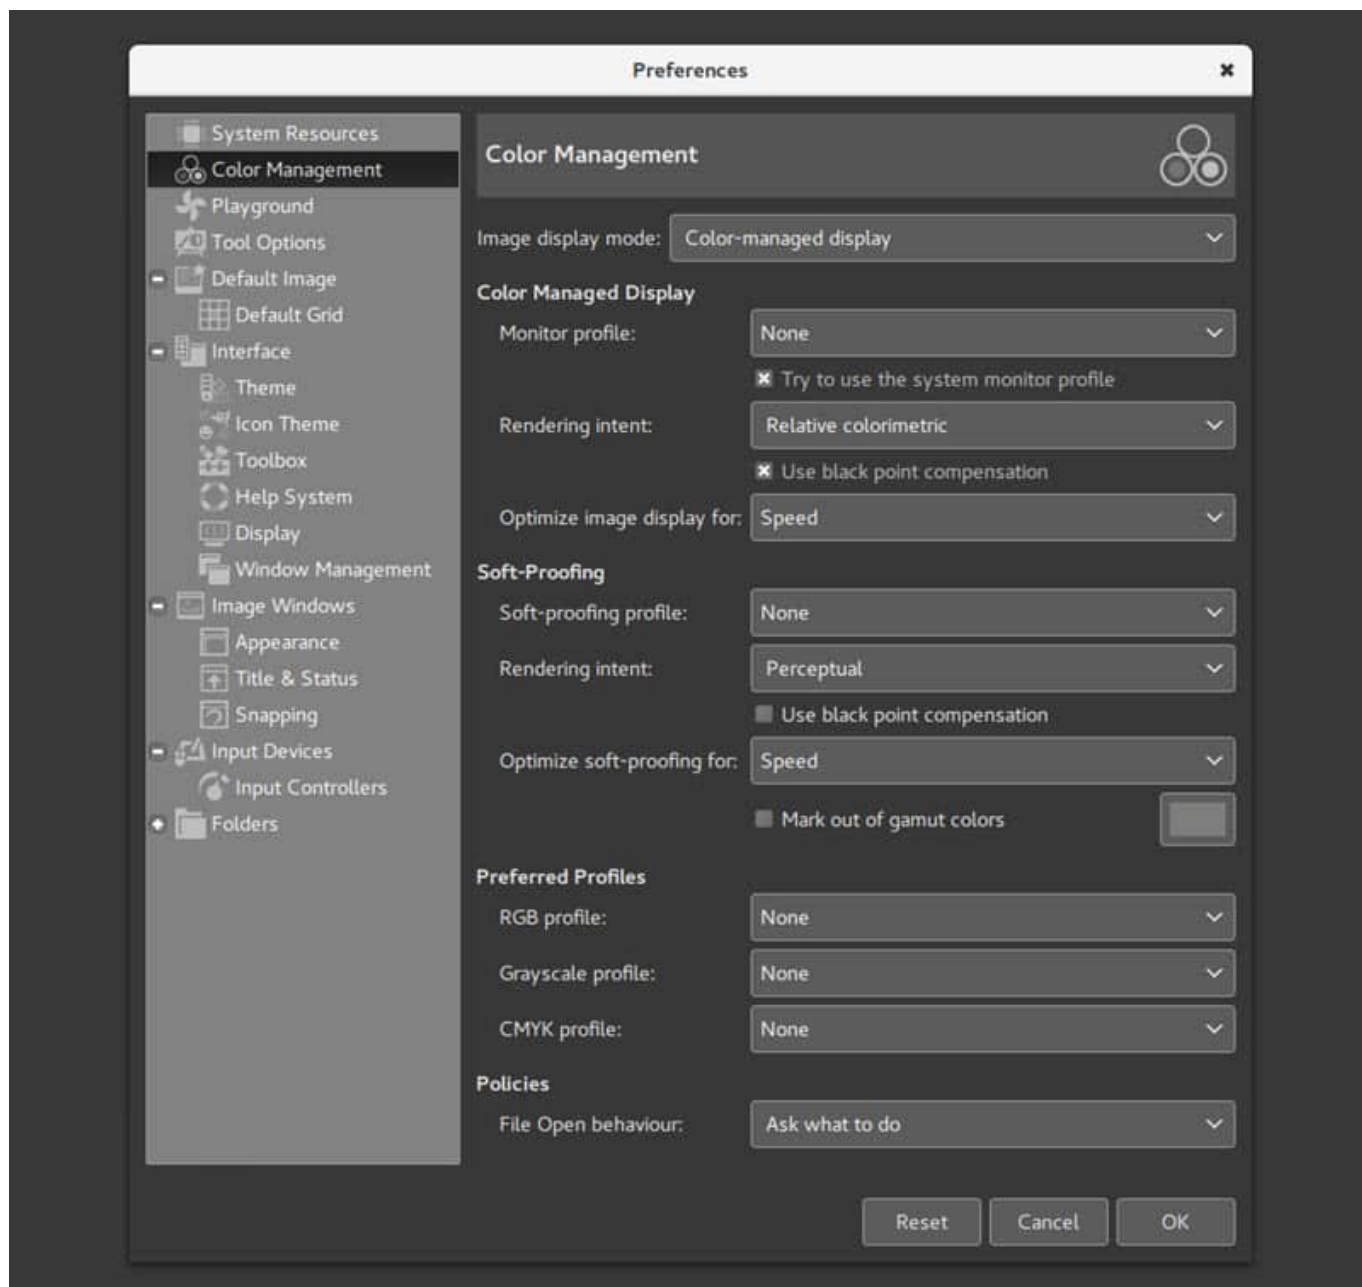 Preferences
System Resources
Color Management
Playground
Tool Options
Default Image
Default Grid
Interface
Theme
Icon Theme
Toolbox
Help System
Display
Window Management
Image Windows
Appearance
Title & Status
Snapping
Input Devices
Input Controllers
Folders
Color Management
Image display mode: Color-managed display
Color Managed Display
Monitor profile: None
Try to use the system monitor profile
Rendering intent: Relative colorimetric
Use black point compensation
Optimize image display for: Speed
Soft-Proofing
Soft-proofing profile: None
Rendering intent: Perceptual
Use black point compensation
Optimize soft-proofing for: Speed
Mark out of gamut colors
Preferred Profiles
RGB profile: None
Grayscale profile: None
CMYK profile: None
Policies
File Open behaviour: Ask what to do
Reset Cancel OK